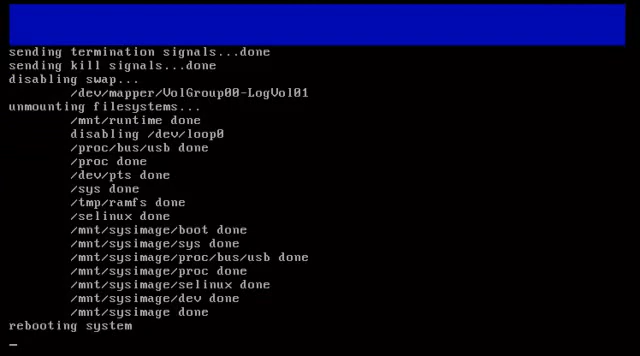 sending termination signals...done
sending kill signals...done
disabling swap...
/dev/mapper/VolGroup00-LogVol01
unmounting filesystems...
/mnt/runtime done
disabling /dev/loop0
/proc/bus/usb done
/proc done
/dev/pts done
/sys done
/tmp/ramfs done
/selinux done
/mnt/sysimage/boot done
/mnt/sysimage/sys done
/mnt/sysimage/proc/bus/usb done
/mnt/sysimage/proc done
/mnt/sysimage/selinux done
/mnt/sysimage/dev done
/mnt/sysimage done
rebooting system